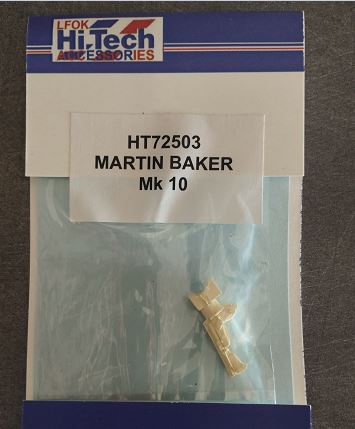 LFOK
Hi.Tech
ACCESSORIES
HT72503
MARTIN BAKER
Mk 10